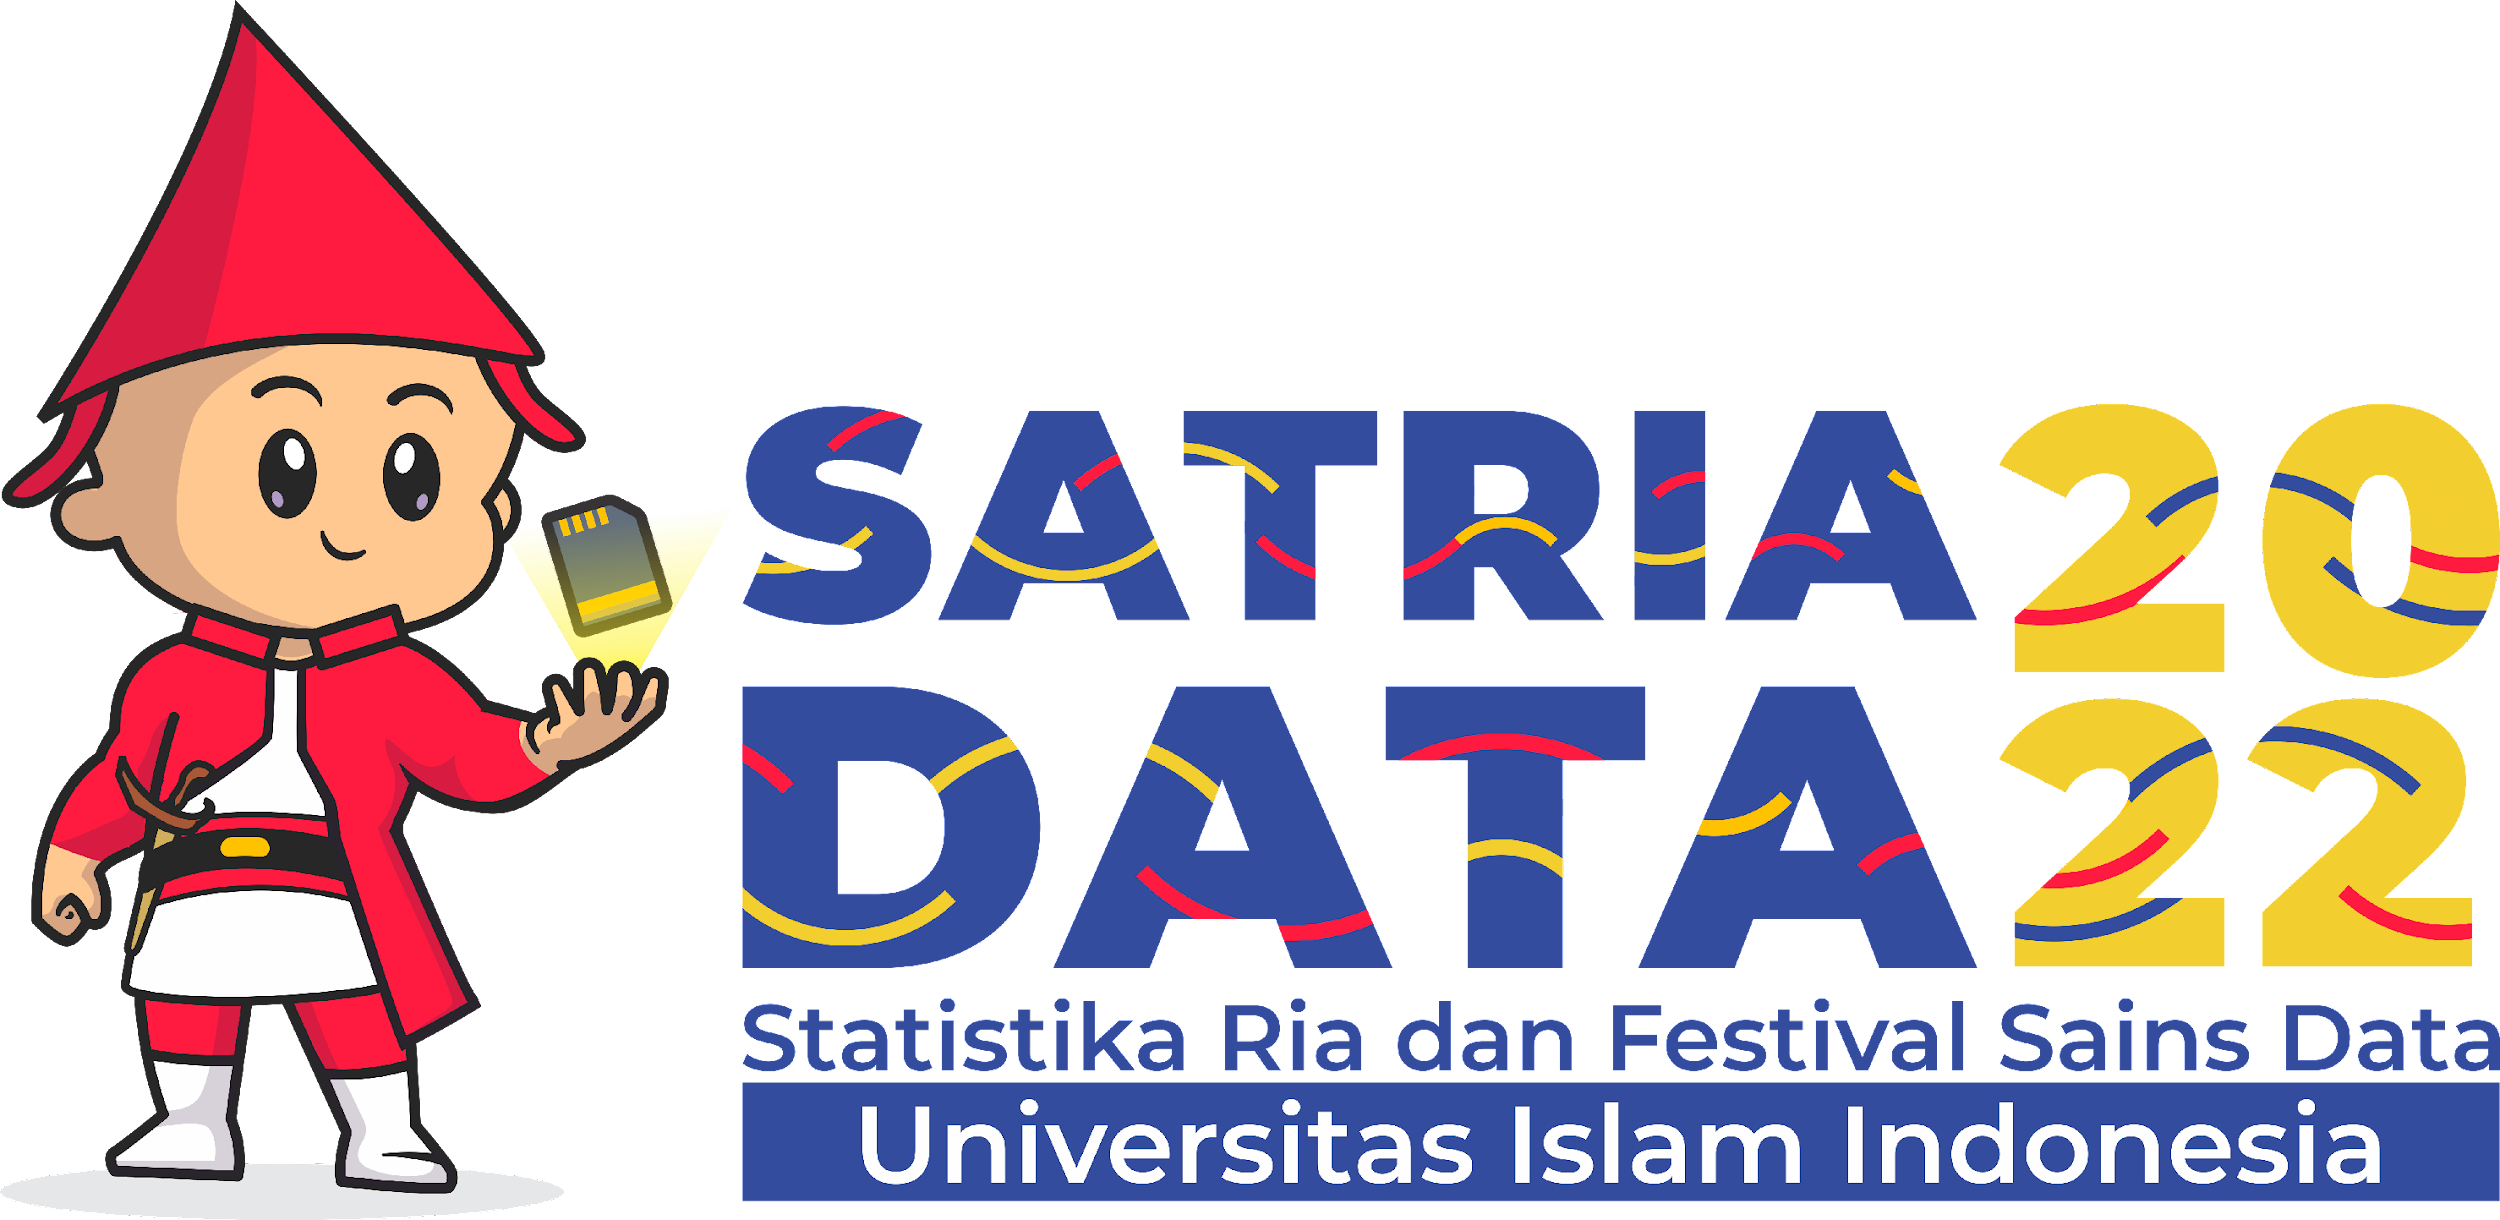 SATRIA 20
DATA 22
Statistika Ria dan Festival Sains Data
Universitas Islam Indonesia